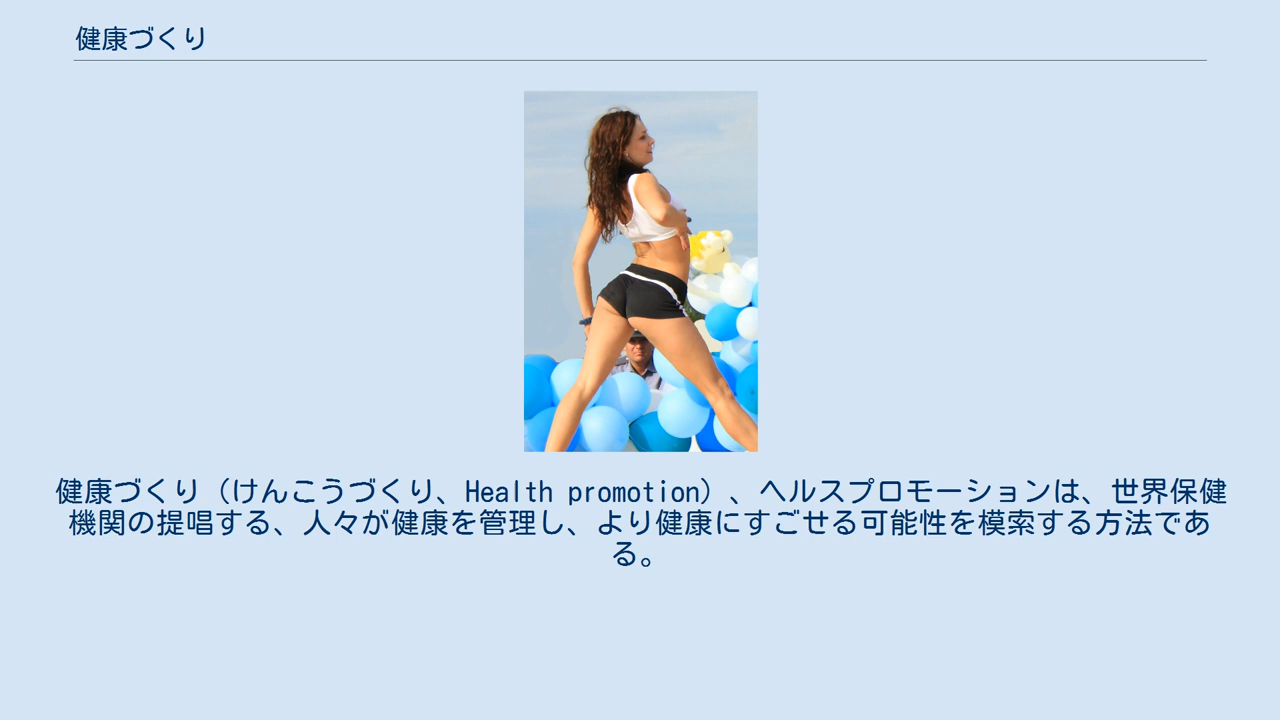 健康づくり
健康づくり（けんこうづくり、Health promotion）、ヘルスプロモーションは、世界保健
機関の提唱する、人々が健康を管理し、より健康にすごせる可能性を模索する方法であ
る。